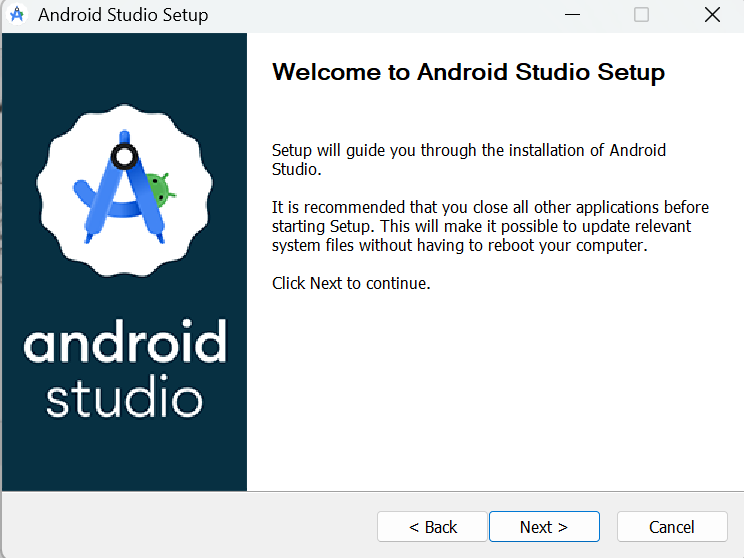 Android Studio Setup
Welcome to Android Studio Setup
Setup will guide you through the installation of Android
Studio.
It is recommended that you close all other applications before
starting Setup. This will make it possible to update relevant
system files without having to reboot your computer.
Click Next to continue.
android
studio
< Back
Next >
Cancel